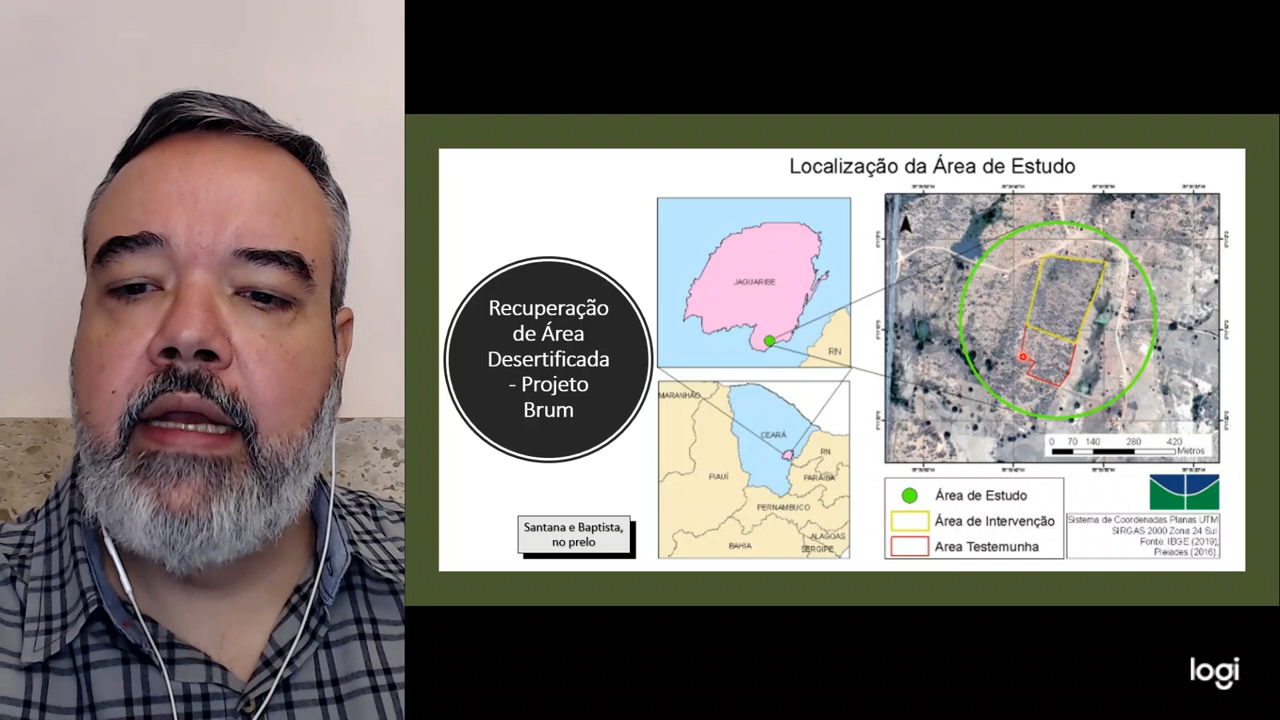 Localização da Área de Estudo
Recuperação
de Área
Desertificada
- Projeto
Brum
Santana e Baptista,
no prelo
JAGUARIBE
RN
MARANHÃO
CEARÁ
RN
PIAUÍ
PARAÍBA
PERNAMBUCO
ALAGOAS
BAHIA
SERGIPE
0 70 140 280 420
Metros
Área de Estudo
Área de Intervenção
Area Testemunha
Sistema de Coordenadas Planas UTM
SIRGAS 2000 Zona 24 Sul
Fonte: IBGE (2019),
Pleiades (2016).
logi